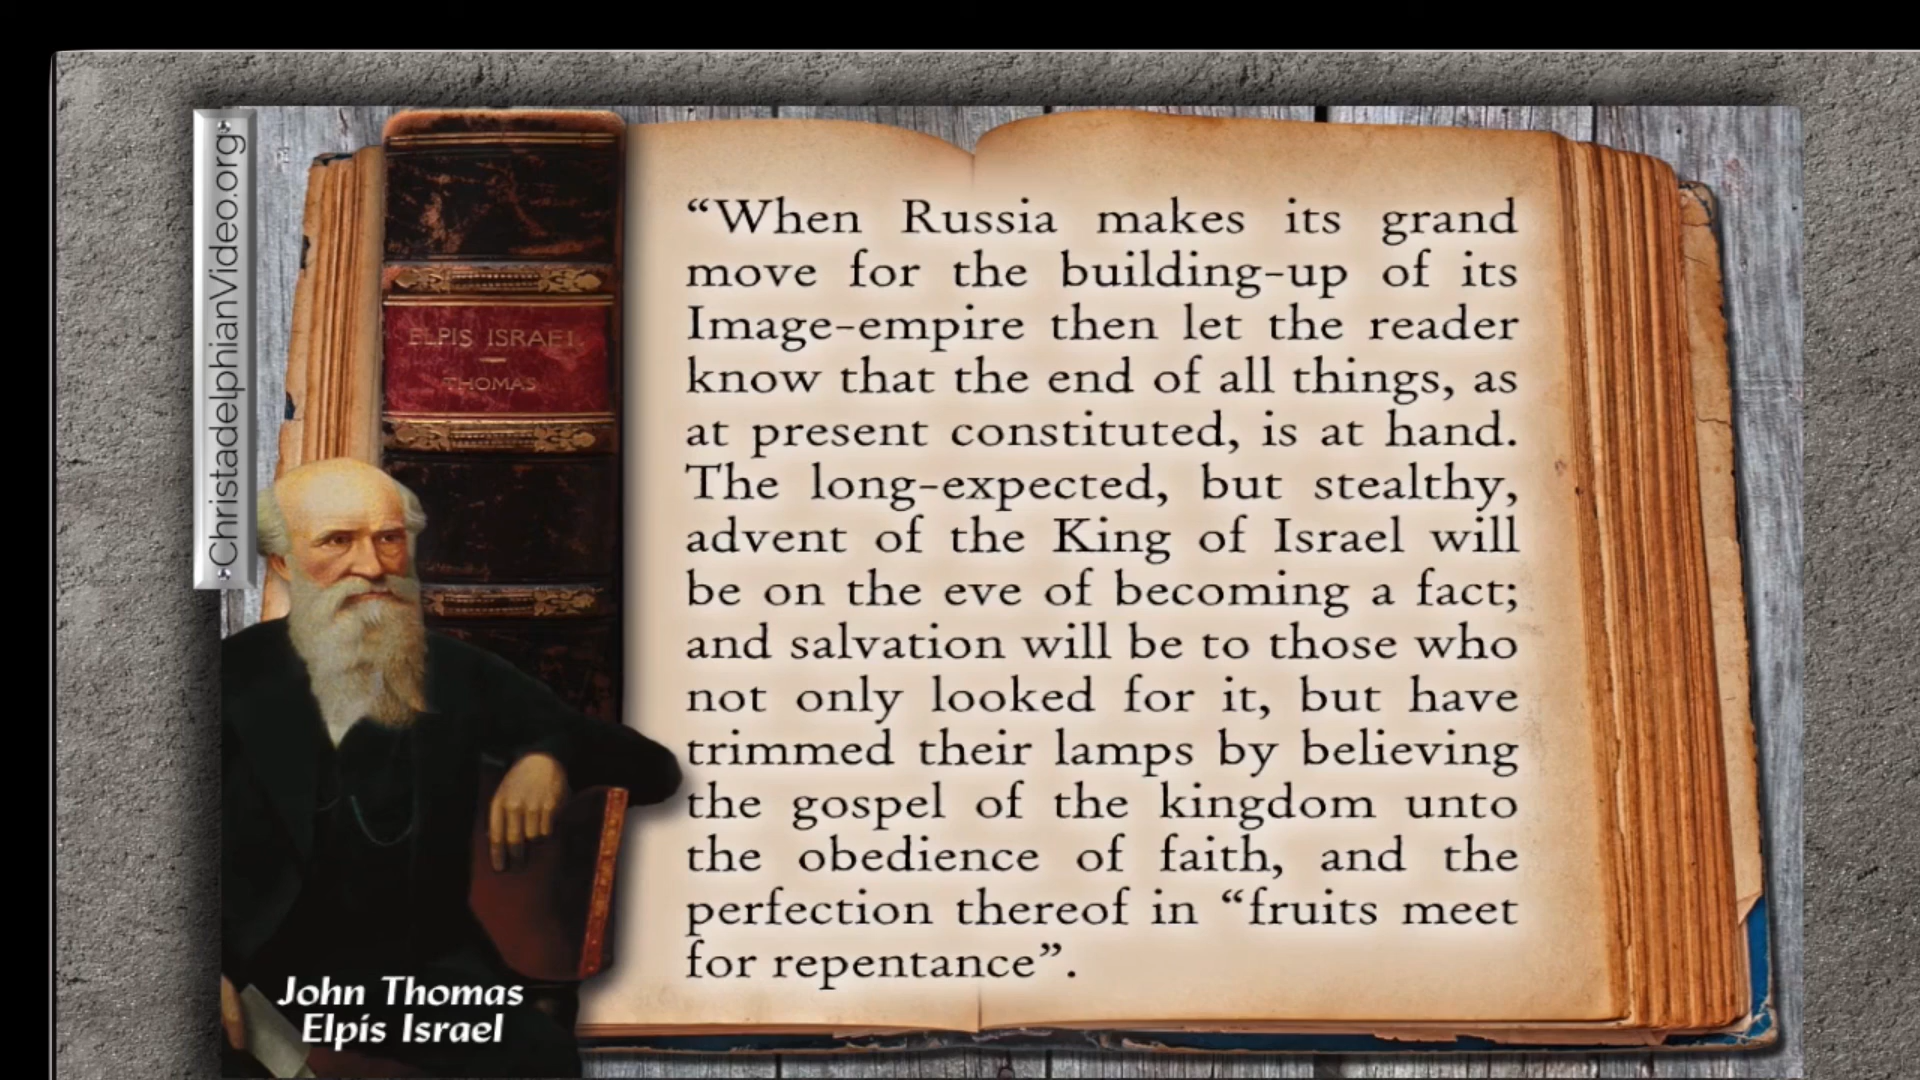 ChristadelphianVideo.org
ELPIS ISRAEL
THOMAS
“When Russia makes its grand
move for the building-up of its
Image-empire then let the reader
know that the end of all things, as
at present constituted, is at hand.
The long-expected, but stealthy,
advent of the King of Israel will
be on the eve of becoming a fact;
and salvation will be to those who
not only looked for it, but have
trimmed their lamps by believing
the gospel of the kingdom unto
the obedience of faith, and the
perfection thereof in “fruits meet
for repentance”.
John Thomas
Elpis Israel